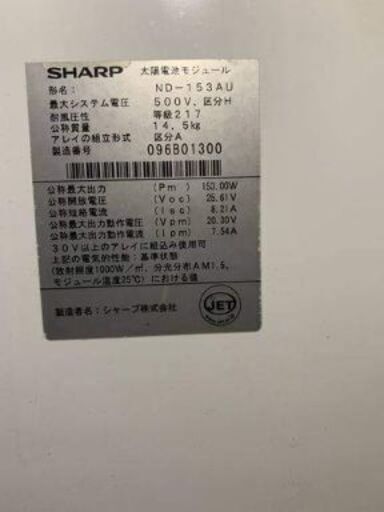 SHARP 太陽電池モジュール
形名： ND-153AU
最大システム電圧 500V, 区分H
耐風圧性 等級217
公称質量 14.5kg
アレイの組立形式 区分A
製造番号 096B01300
公称最大出力 (Pm) 153.00W
公称開放電圧 (Voc) 25.61V
公称短絡電流 (Isc) 8.21A
公称最大出力動作電圧 (Vpm) 20.30V
公称最大出力動作電流 (Ipm) 7.54A
30V以上のアレイに組込み使用可
上記の電気的性能：基準状態
(放射照度1000W/㎡, 分光分布AM1.5,
モジュール温度25℃)における値
製造者名：シャープ株式会社
JET